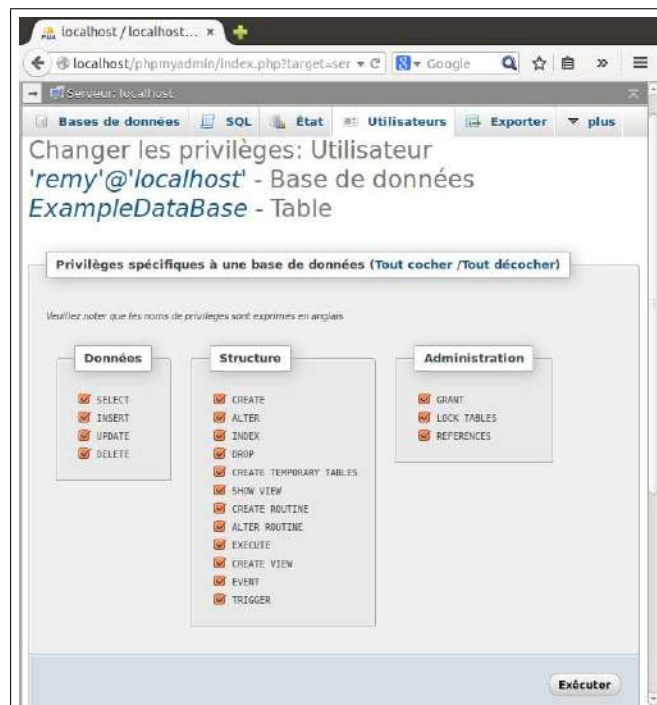 localhost / localhost...
localhost/phpmyadmin/index.php?target=ser
Google
Serveur: localhost
Bases de données
SQL
État
Utilisateurs
Exporter
plus
Changer les privilèges: Utilisateur
'remy'@'localhost' - Base de données
ExampleDataBase - Table
Privilèges spécifiques à une base de données (Tout cocher /Tout décocher)
Veuillez noter que les noms de privilèges sont exprimés en anglais
Données
SELECT
INSERT
UPDATE
DELETE
Structure
CREATE
ALTER
INDEX
DROP
CREATE TEMPORARY TABLES
SHOW VIEW
CREATE ROUTINE
ALTER ROUTINE
EXECUTE
CREATE VIEW
EVENT
TRIGGER
Administration
GRANT
LOCK TABLES
REFERENCES
Exécuter